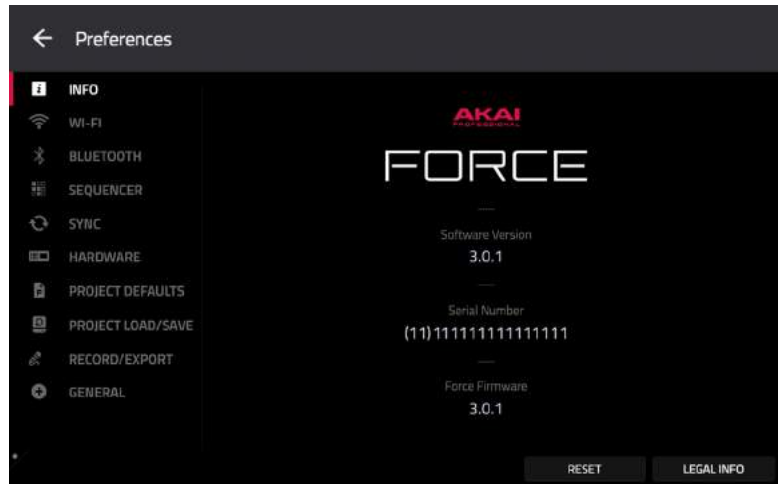 Preferences
INFO
WI-FI
BLUETOOTH
SEQUENCER
SYNC
HARDWARE
PROJECT DEFAULTS
PROJECT LOAD/SAVE
RECORD/EXPORT
GENERAL
AKAI
PROFESSIONAL
FORCE
Software Version
3.0.1
Serial Number
(11)111111111111111
Force Firmware
3.0.1
RESET
LEGAL INFO